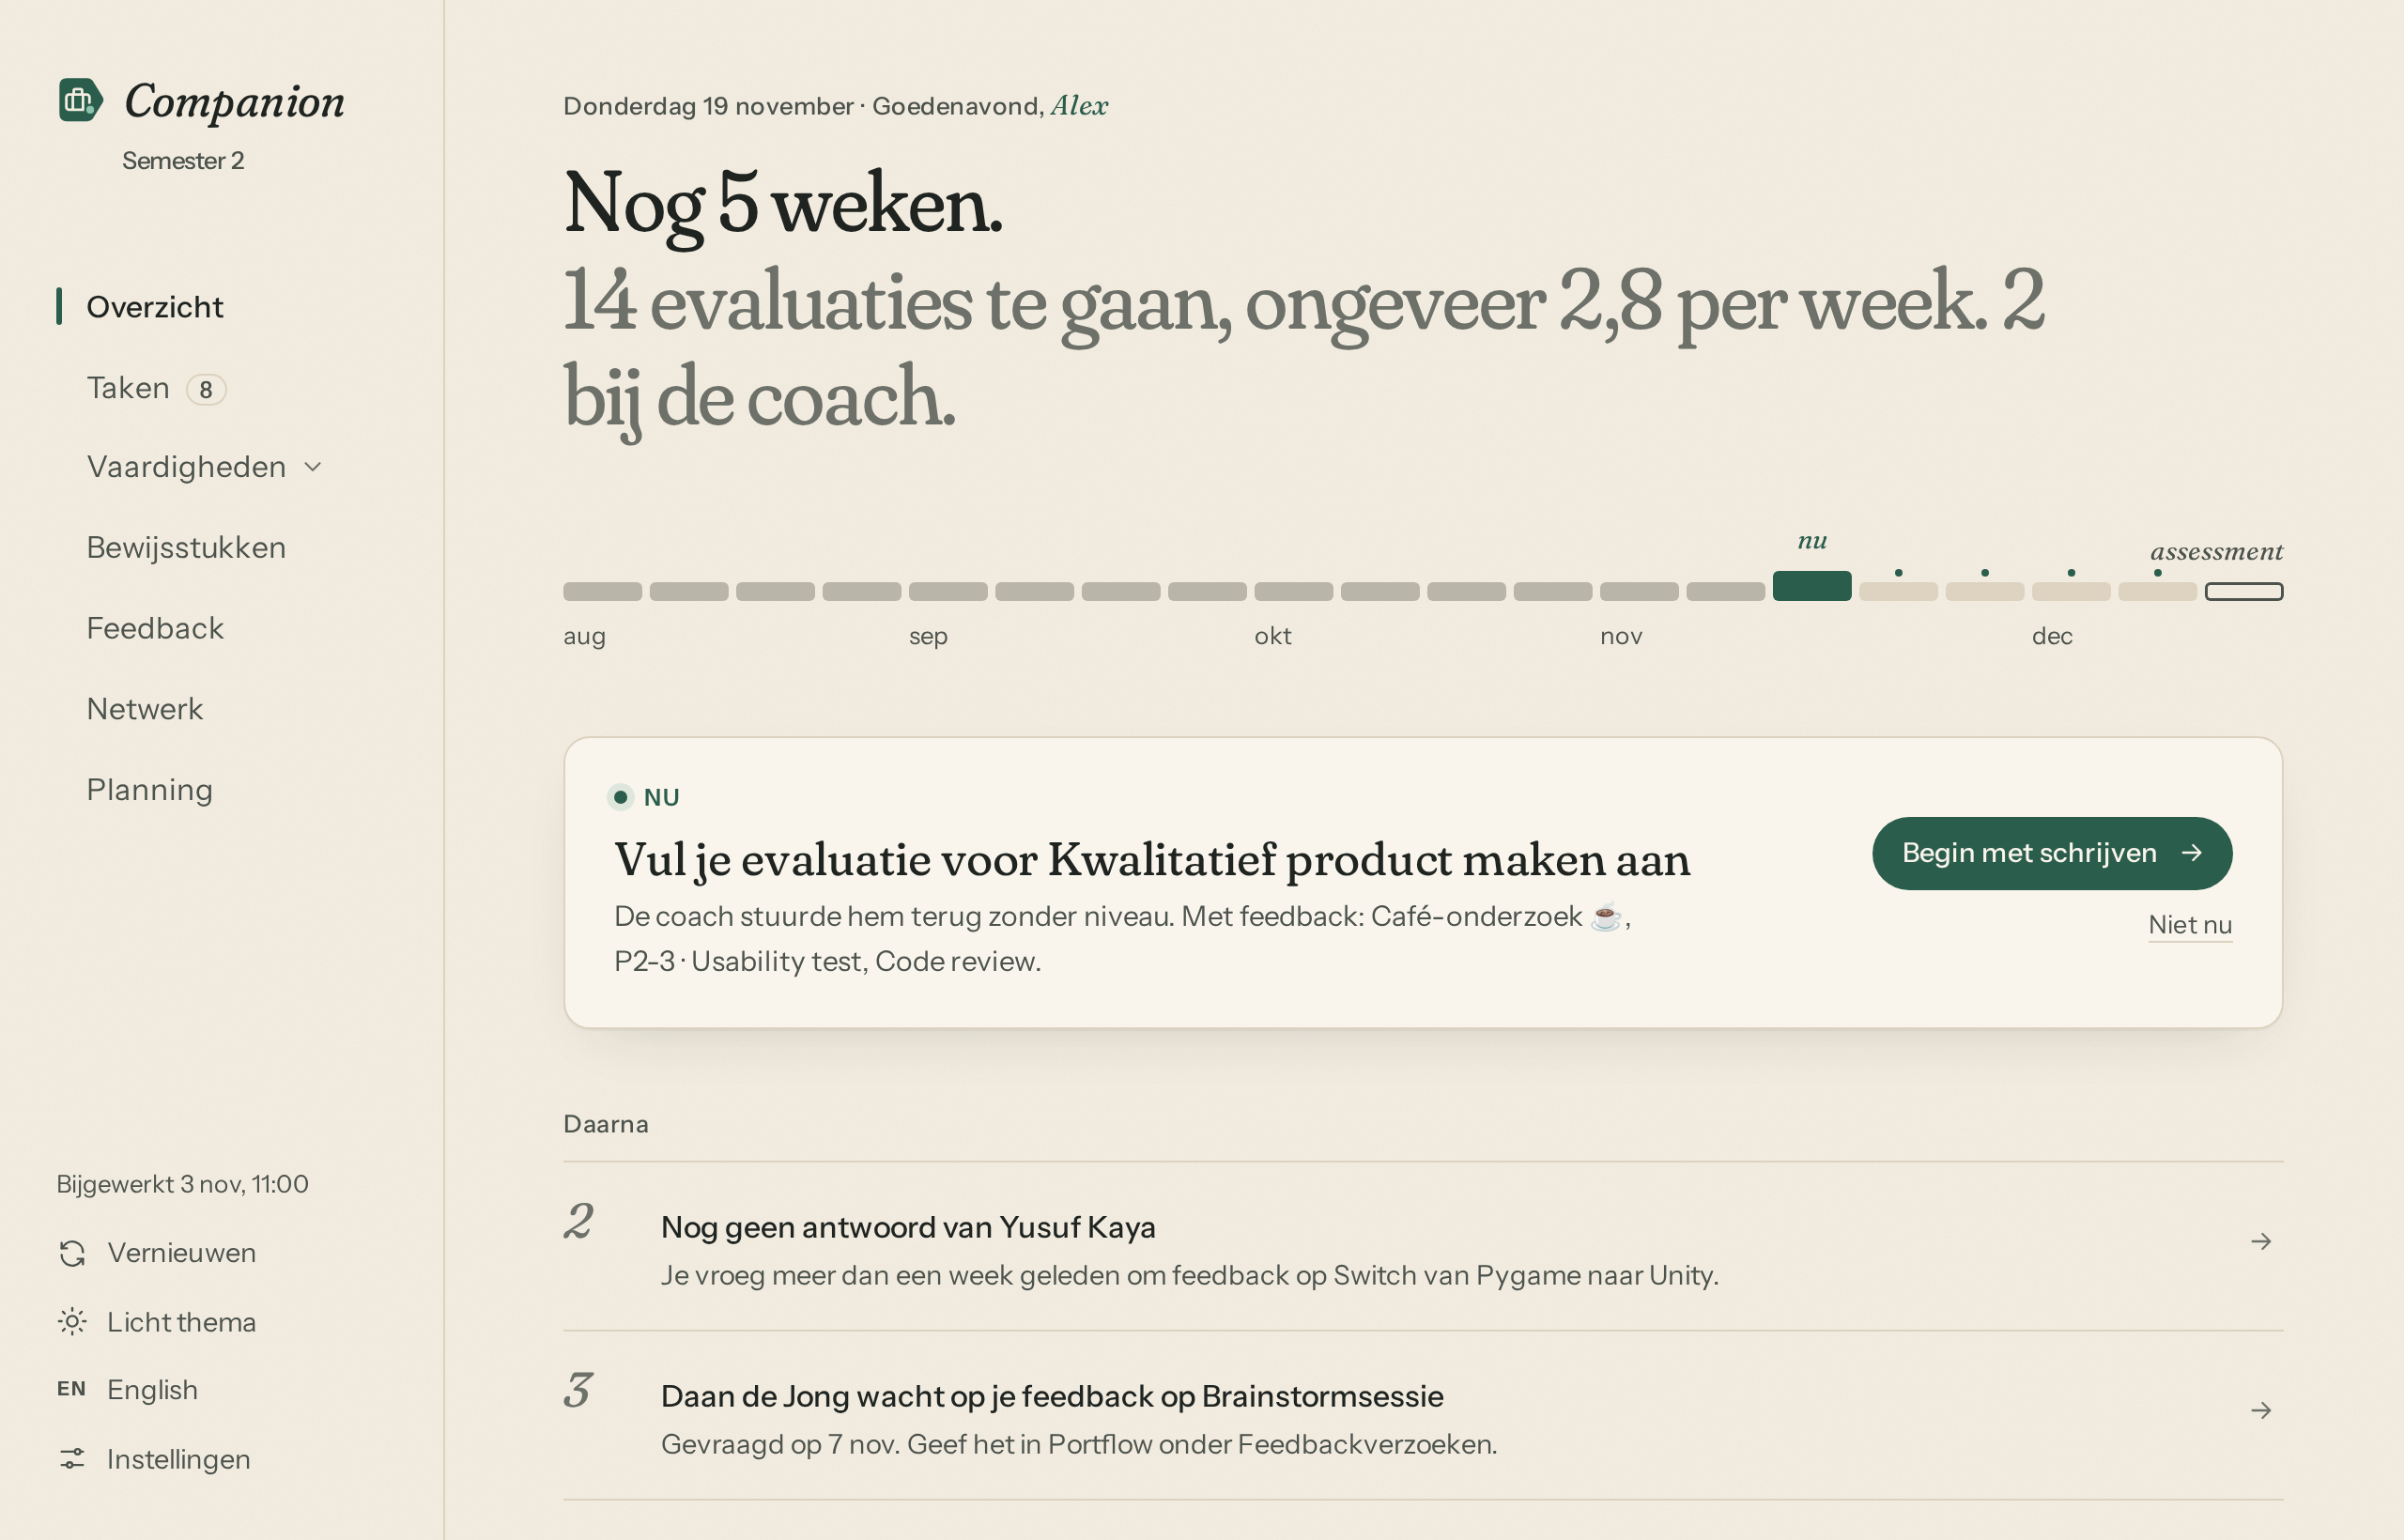 Companion
Semester 2
Overzicht
Taken 8
Vaardigheden
Bewijsstukken
Feedback
Netwerk
Planning
Bijgewerkt 3 nov, 11:00
Vernieuwen
Licht thema
EN English
Instellingen
Donderdag 19 november · Goedenavond, Alex
Nog 5 weken.
14 evaluaties te gaan, ongeveer 2,8 per week. 2
bij de coach.
nu
assessment
aug sep okt nov dec
NU
Vul je evaluatie voor Kwalitatief product maken aan
De coach stuurde hem terug zonder niveau. Met feedback: Café-onderzoek ☕,
P2-3 · Usability test, Code review.
Begin met schrijven →
Niet nu
Daarna
2 Nog geen antwoord van Yusuf Kaya →
Je vroeg meer dan een week geleden om feedback op Switch van Pygame naar Unity.
3 Daan de Jong wacht op je feedback op Brainstormsessie →
Gevraagd op 7 nov. Geef het in Portflow onder Feedbackverzoeken.